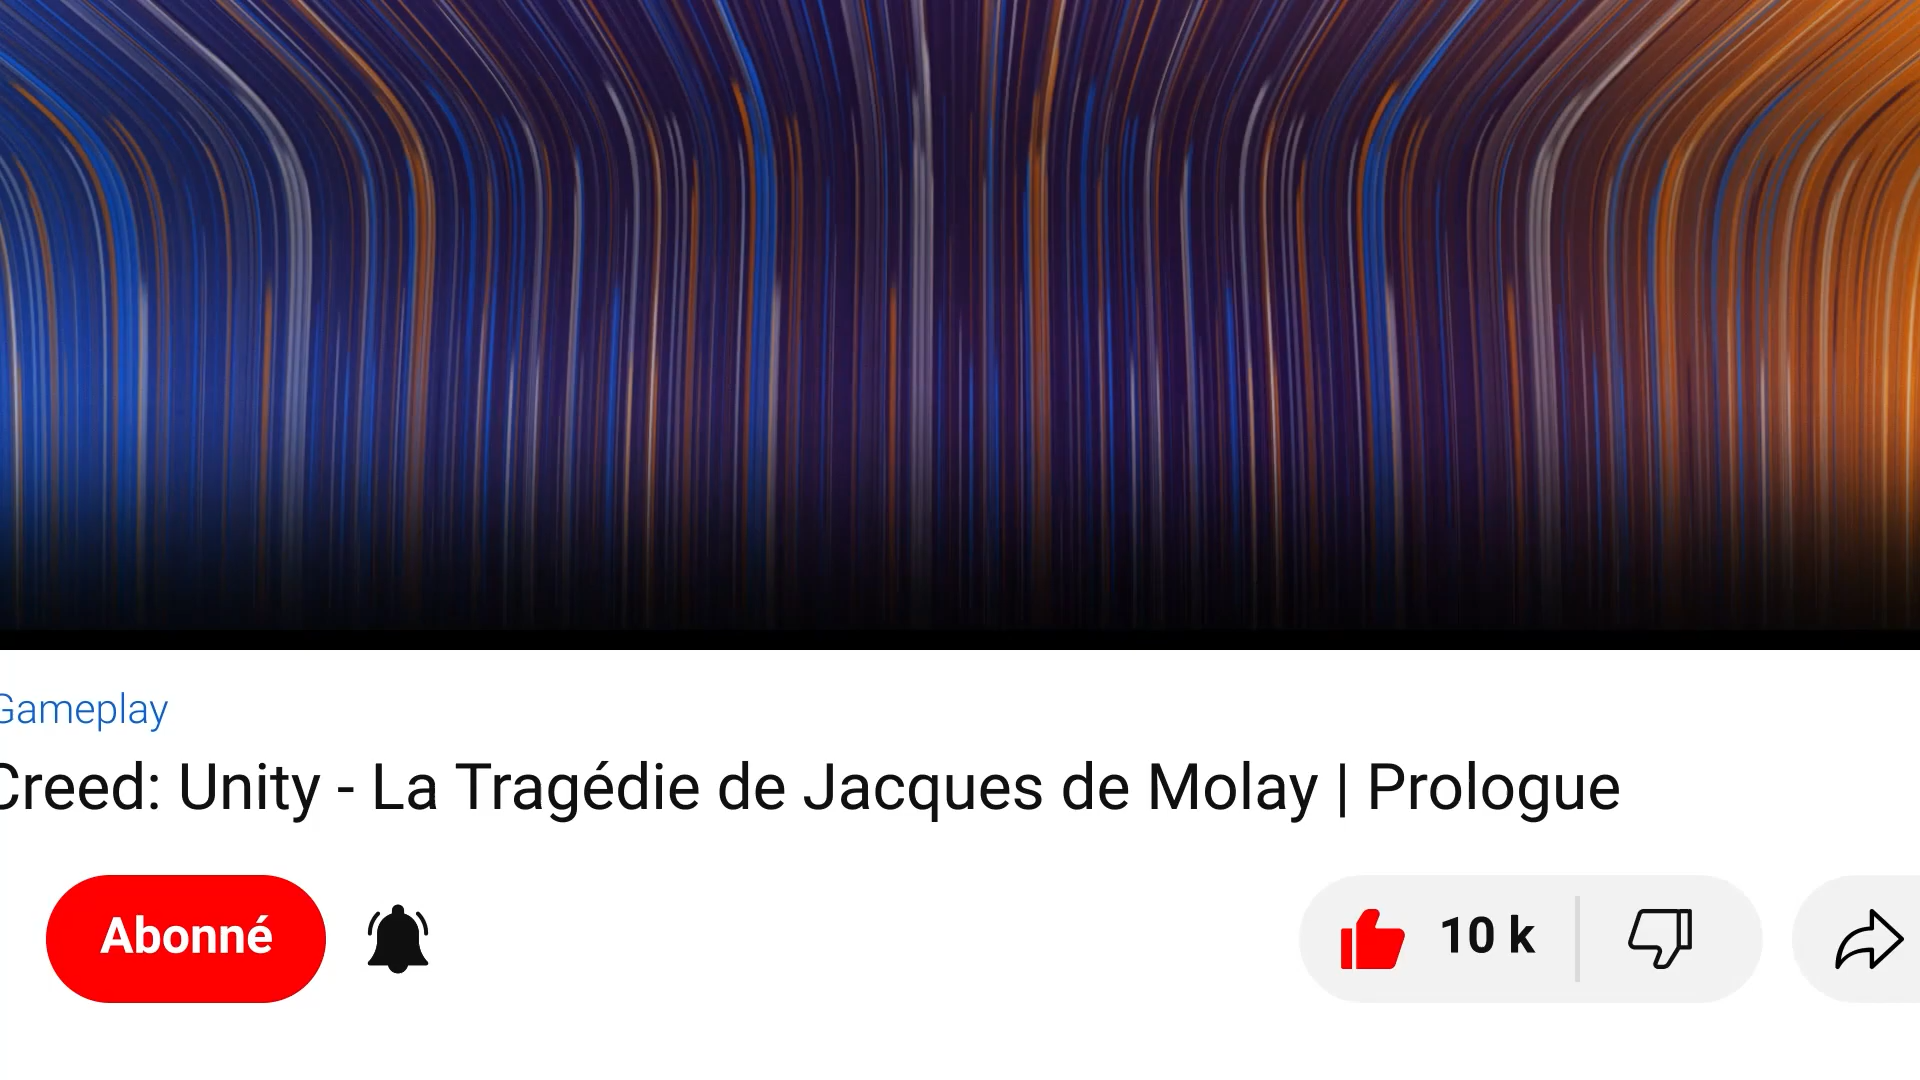 Gameplay
Creed: Unity - La Tragédie de Jacques de Molay | Prologue
Abonné
10 k